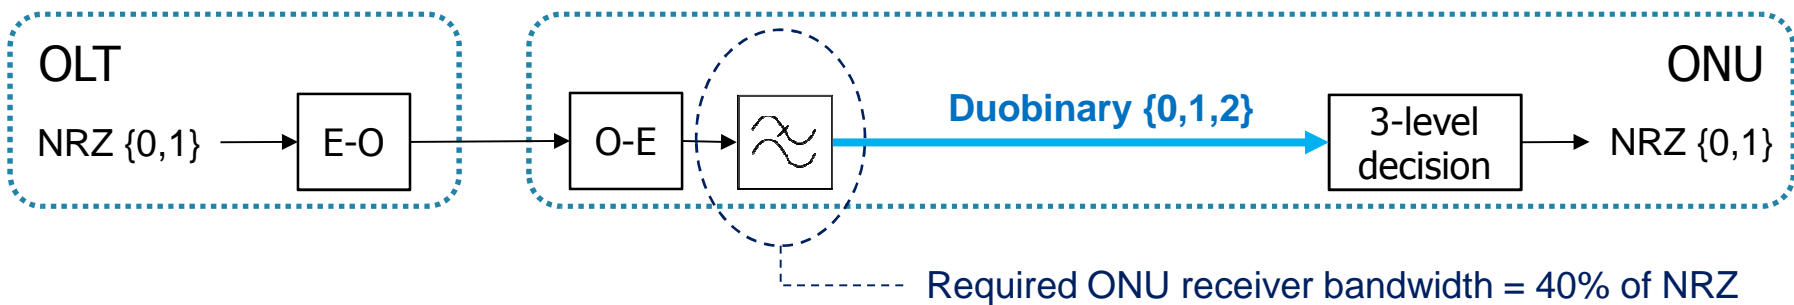 OLT
ONU
NRZ {0,1}
E-O
O-E
Duobinary {0,1,2}
3-level
decision
NRZ {0,1}
Required ONU receiver bandwidth = 40% of NRZ